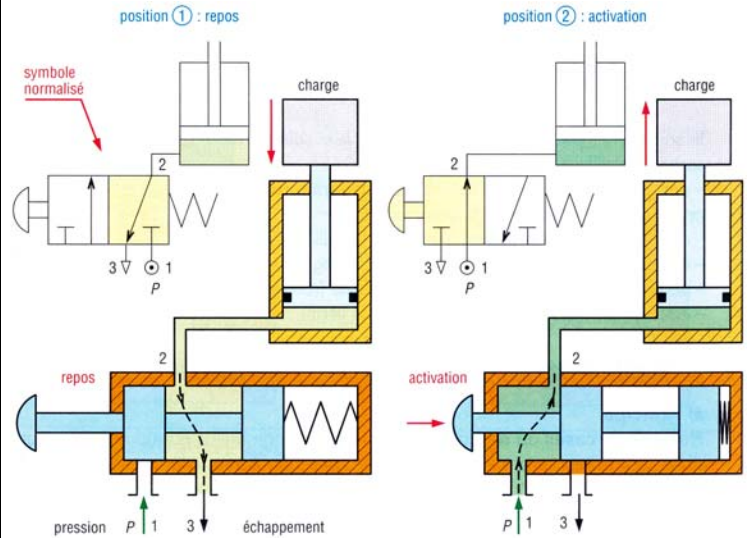 position ① : repos
position ② : activation
symbole
normalisé
charge
charge
2
2
3
1
P
3
1
P
2
2
repos
activation
pression P 1 3 échappement
P 1 3